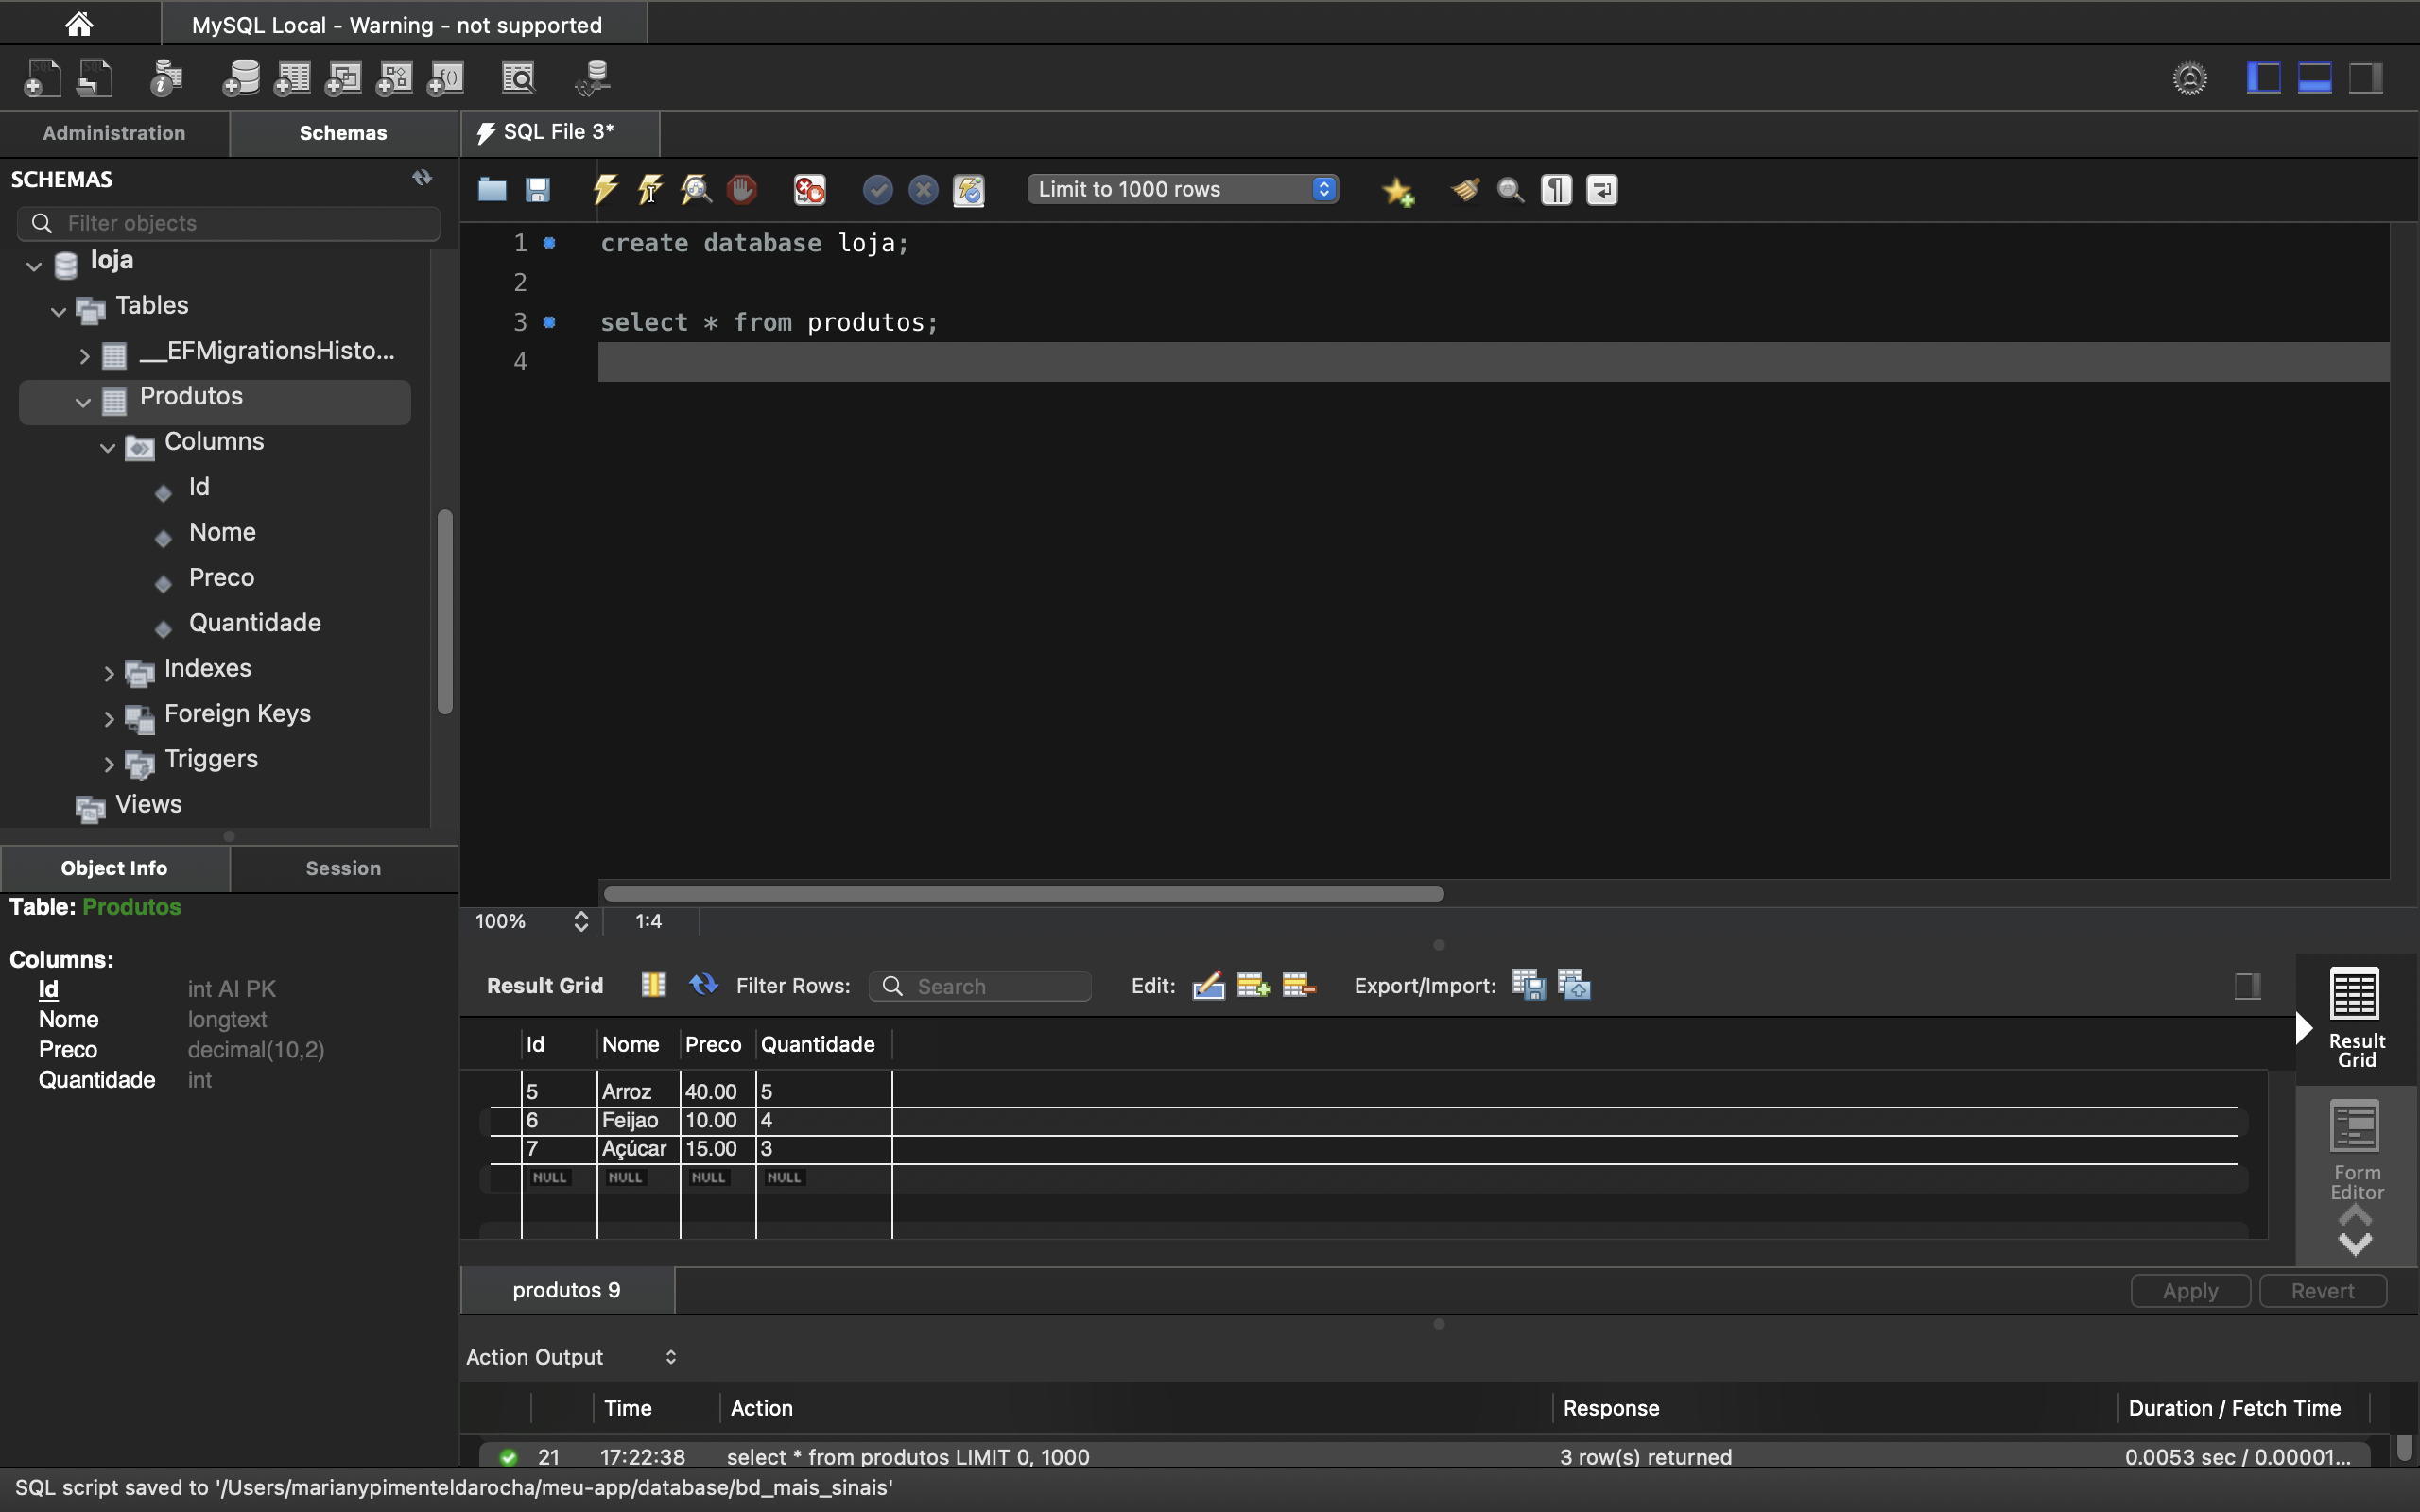 MySQL Local - Warning - not supported
Administration
Schemas
SQL File 3*
SCHEMAS
Filter objects
Limit to 1000 rows
loja
Tables
__EFMigrationsHisto...
Produtos
Columns
Id
Nome
Preco
Quantidade
Indexes
Foreign Keys
Triggers
Views
1 create database loja;
2
3 select * from produtos;
4
100% 1:4
Object Info
Session
Table: Produtos
Columns:
Id int AI PK
Nome longtext
Preco decimal(10,2)
Quantidade int
Result Grid Filter Rows: Search Edit: Export/Import:
Id Nome Preco Quantidade
5 Arroz 40.00 5
6 Feijao 10.00 4
7 Açúcar 15.00 3
NULL NULL NULL NULL
Result
Grid
Form
Editor
produtos 9
Apply Revert
Action Output
Time Action Response Duration / Fetch Time
21 17:22:38 select * from produtos LIMIT 0, 1000 3 row(s) returned 0.0053 sec / 0.00001...
SQL script saved to '/Users/marianypimenteldarocha/meu-app/database/bd_mais_sinais'